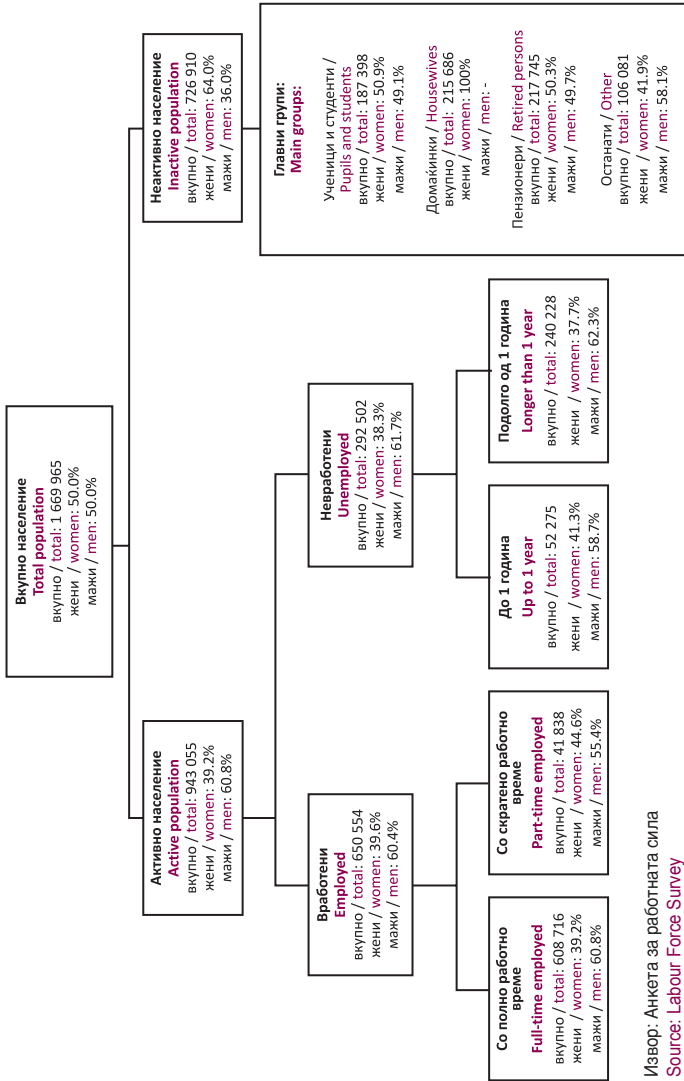 Вкупно население
Total population
вкупно / total: 1 669 965
жени / women: 50.0%
мажи / men: 50.0%
Активно население
Active population
вкупно / total: 943 055
жени / women: 39.2%
мажи / men: 60.8%
Неактивно население
Inactive population
вкупно / total: 726 910
жени / women: 64.0%
мажи / men: 36.0%
Вработени
Employed
вкупно / total: 650 554
жени / women: 39.6%
мажи / men: 60.4%
Невработени
Unemployed
вкупно / total: 292 502
жени / women: 38.3%
мажи / men: 61.7%
Главни групи:
Main groups:
Ученици и студенти /
Pupils and students
вкупно / total: 187 398
жени / women: 50.9%
мажи / men: 49.1%
Домаќинки / Housewives
вкупно / total: 215 686
жени / women: 100%
мажи / men: -
Пензионери / Retired persons
вкупно / total: 217 745
жени / women: 50.3%
мажи / men: 49.7%
Останати / Other
вкупно / total: 106 081
жени / women: 41.9%
мажи / men: 58.1%
Со полно работно
време
Full-time employed
вкупно / total: 608 716
жени / women: 39.2%
мажи / men: 60.8%
Со скратено работно
време
Part-time employed
вкупно / total: 41 838
жени / women: 44.6%
мажи / men: 55.4%
До 1 година
Up to 1 year
вкупно / total: 52 275
жени / women: 41.3%
мажи / men: 58.7%
Подолго од 1 година
Longer than 1 year
вкупно / total: 240 228
жени / women: 37.7%
мажи / men: 62.3%
Извор: Анкета за работната сила
Source: Labour Force Survey